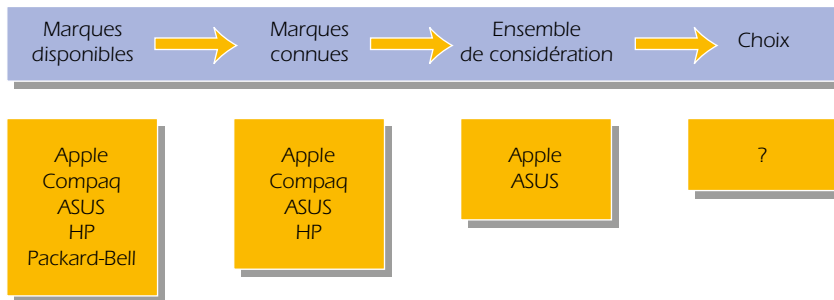 Marques
disponibles
Marques
connues
Ensemble
de considération
Choix
Apple
Compaq
ASUS
HP
Packard-Bell
Apple
Compaq
ASUS
HP
Apple
ASUS
?